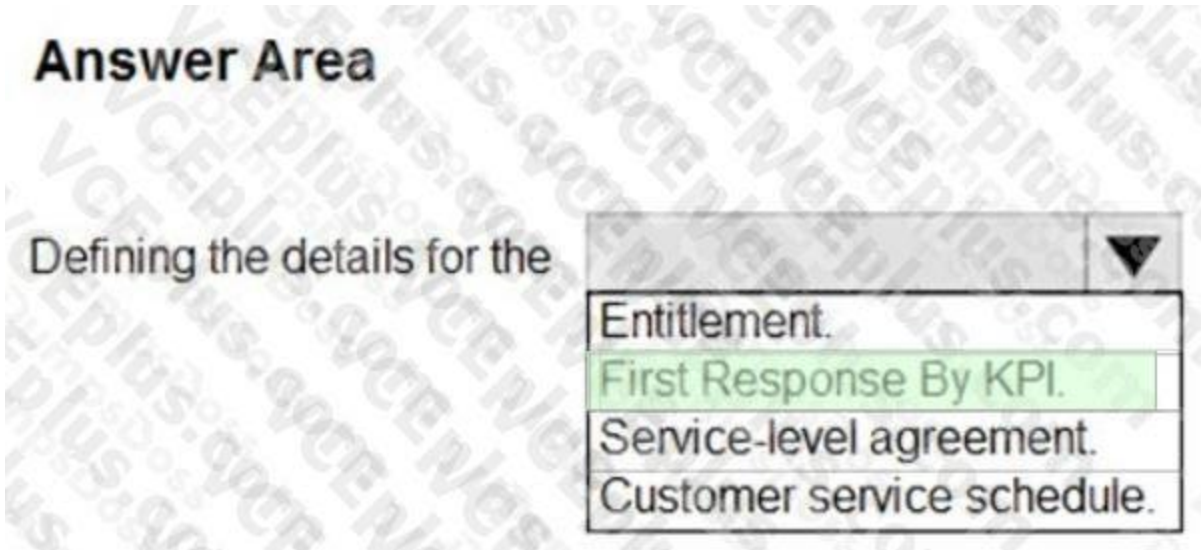 Answer Area
Defining the details for the
Entitlement.
First Response By KPI.
Service-level agreement.
Customer service schedule.